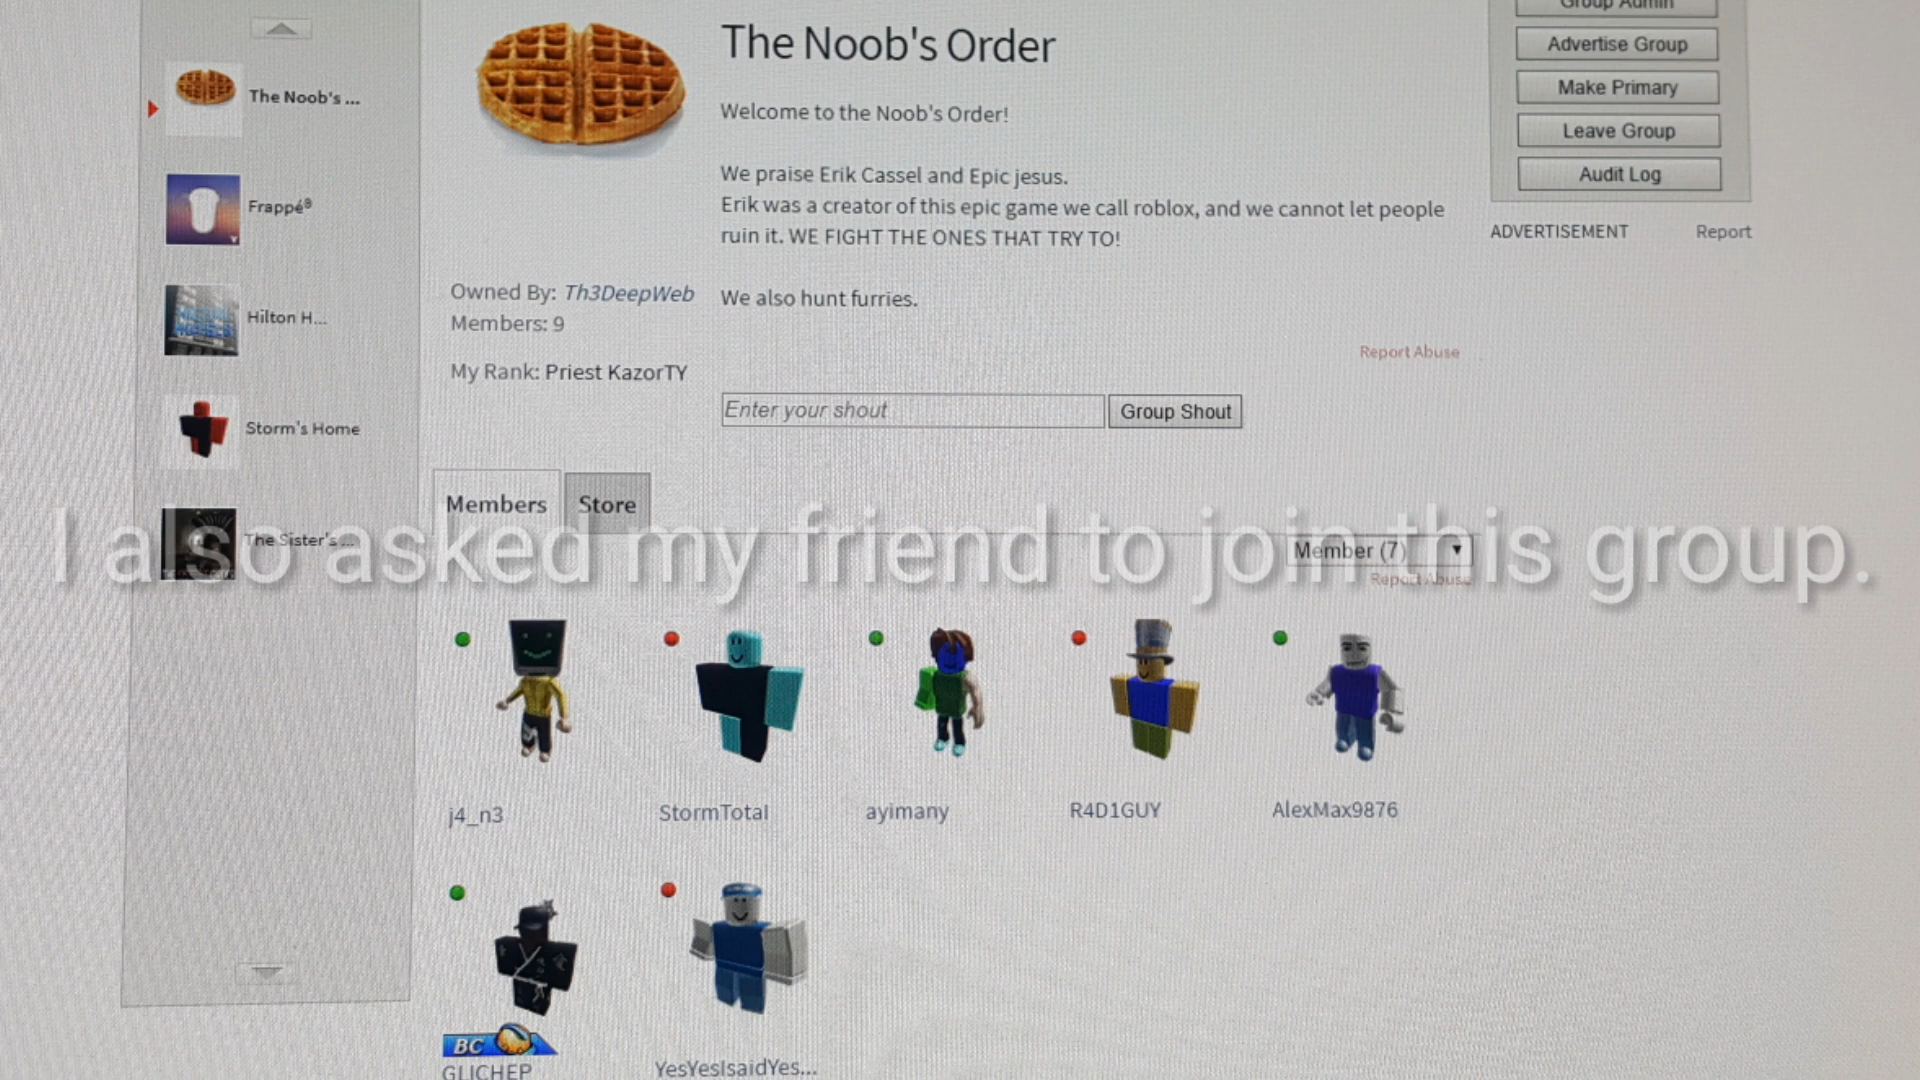 The Noob's ...
Frappé®
Hilton H...
Storm's Home
The Sister's ...
The Noob's Order
Welcome to the Noob's Order!
We praise Erik Cassel and Epic jesus.
Erik was a creator of this epic game we call roblox, and we cannot let people
ruin it. WE FIGHT THE ONES THAT TRY TO!
We also hunt furries.
Owned By: Th3DeepWeb
Members: 9
My Rank: Priest KazorTY
Report Abuse
Enter your shout
Group Shout
Group Admin
Advertise Group
Make Primary
Leave Group
Audit Log
ADVERTISEMENT Report
Members Store
I also asked my friend to join this group.
Member (7)
Report Abuse
j4_n3
StormTotal
ayimany
R4D1GUY
AlexMax9876
BC
GLICHEP
YesYesIsaidYes...